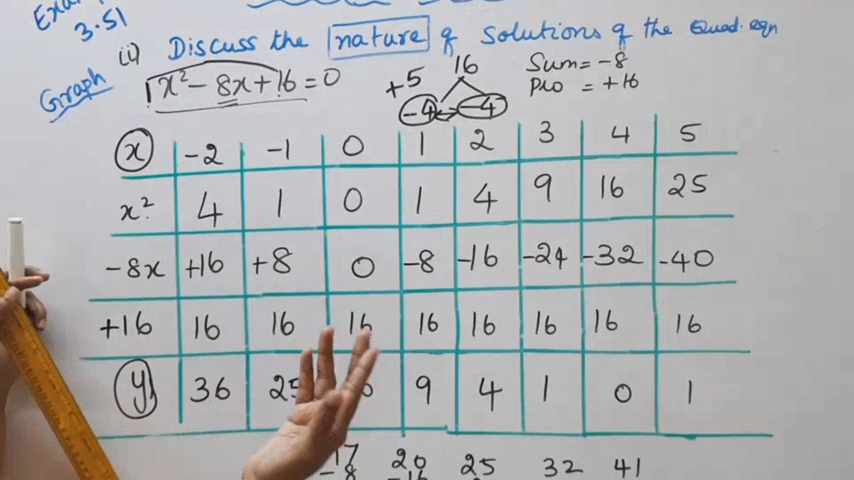 3.51
(ii) Discuss the nature of solutions of the Quad.eqn
Graph x² - 8x + 16 = 0
+5 16
-4 -4
Sum = -8
Pro = +16
x -2 -1 0 1 2 3 4 5
x² 4 1 0 1 4 9 16 25
-8x +16 +8 0 -8 -16 -24 -32 -40
+16 16 16 16 16 16 16 16 16
y 36 25 9 4 1 0 1
17 20 25 32 41
-8 -16